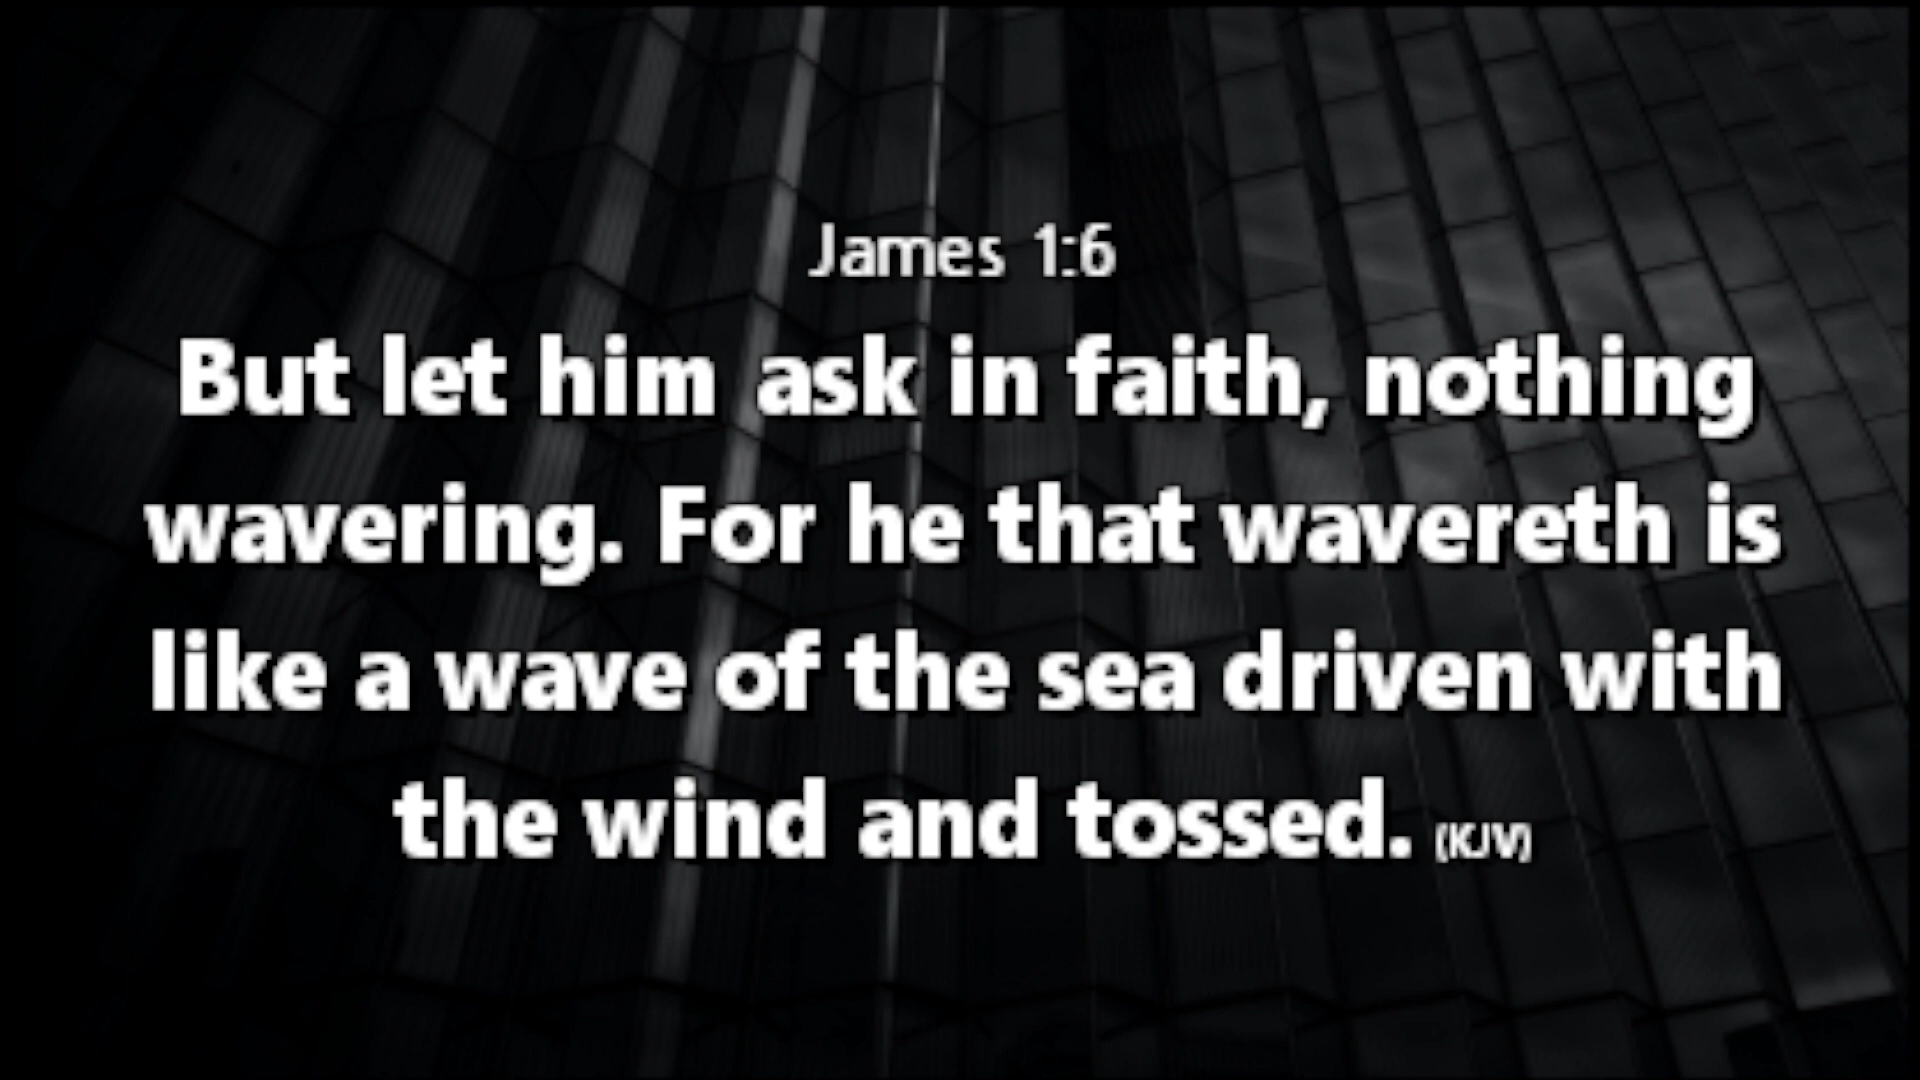 James 1:6
But let him ask in faith, nothing
wavering. For he that wavereth is
like a wave of the sea driven with
the wind and tossed. (KJV)